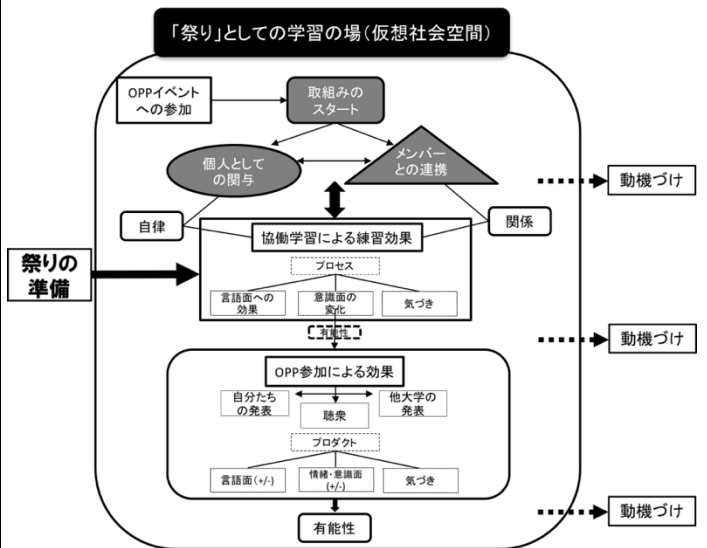 「祭り」としての学習の場(仮想社会空間)
OPPイベント
への参加
取組みの
スタート
個人として
の関与
メンバー
との連携
動機づけ
自律
関係
協働学習による練習効果
祭りの
準備
プロセス
言語面への
効果
意識面の
変化
気づき
有能性
動機づけ
OPP参加による効果
自分たち
の発表
聴衆
他大学の
発表
プロダクト
言語面(+/-)
情緒・意識面
(+/-)
気づき
動機づけ
有能性